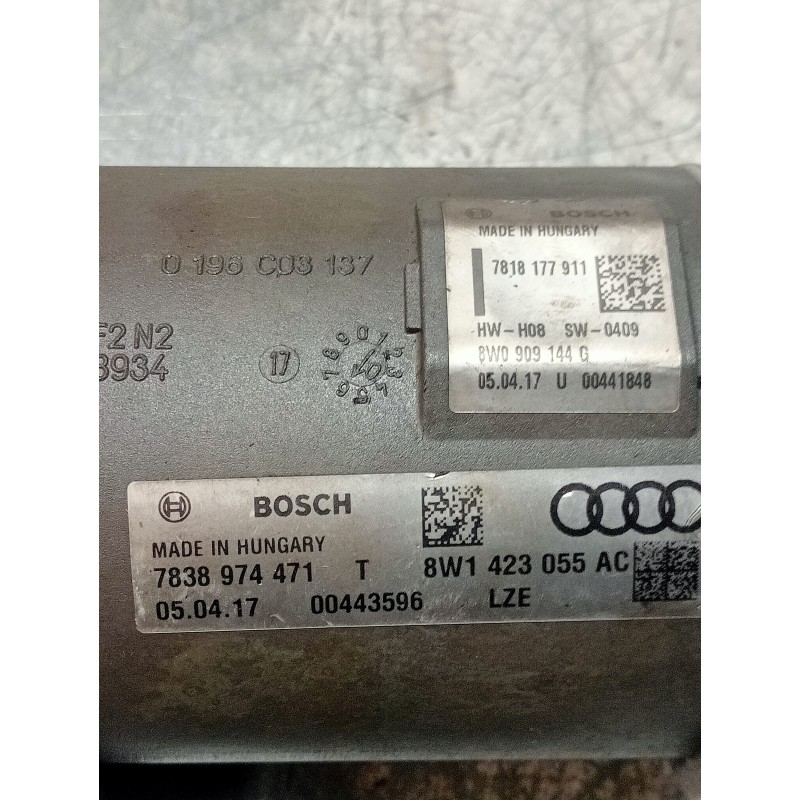 BOSCH
MADE IN HUNGARY
7818 177 911
HW-H08 SW-0409
8W0 909 144 G
05.04.17 U 00441848
0 196 C03 137
F2 N2
3934
17
BOSCH
MADE IN HUNGARY
7838 974 471 T 8W1 423 055 AC
05.04.17 00443596 LZE